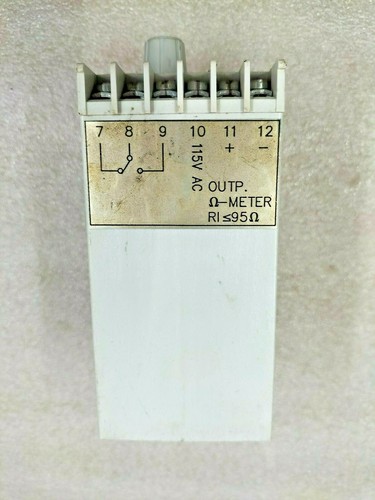 7 8 9 10 11 12
115V AC
+ −
OUTP.
Ω-METER
RI≤95Ω